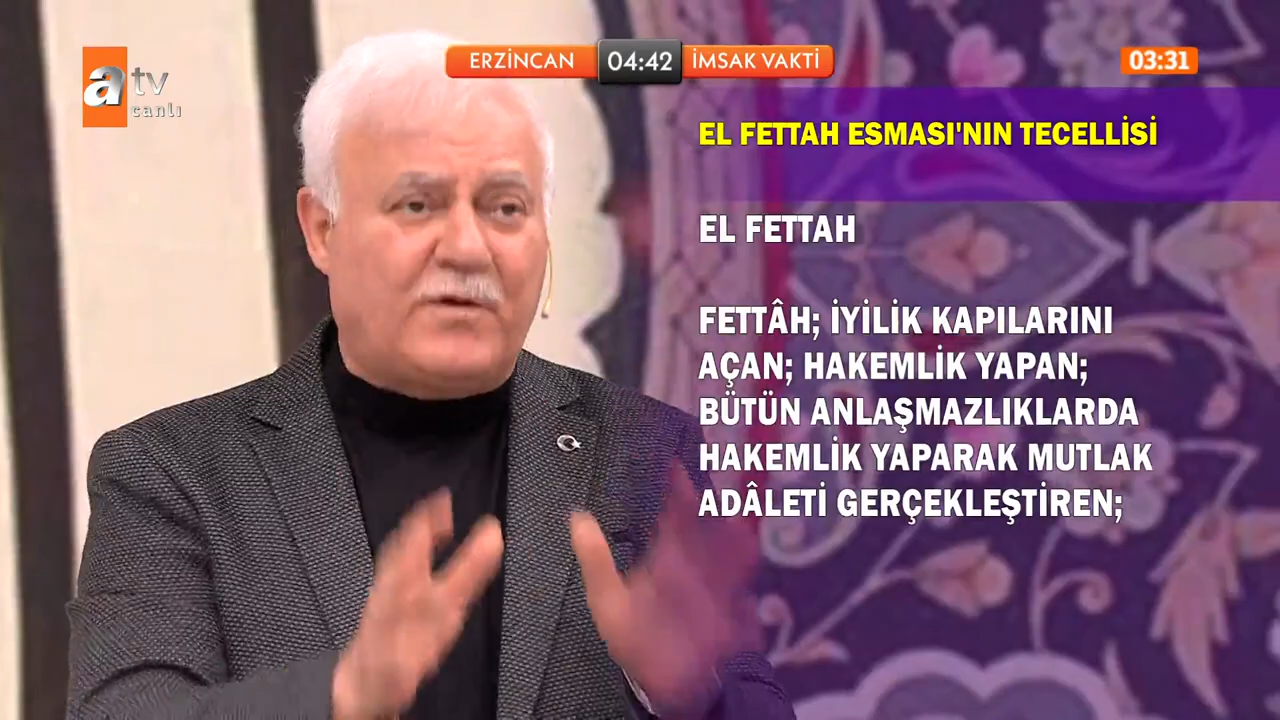 atv
canlı
ERZİNCAN 04:42 İMSAK VAKTİ
03:31
EL FETTAH ESMASI'NIN TECELLİSİ
EL FETTAH
FETTÂH; İYİLİK KAPILARINI
AÇAN; HAKEMLİK YAPAN;
BÜTÜN ANLAŞMAZLIKLARDA
HAKEMLİK YAPARAK MUTLAK
ADÂLETİ GERÇEKLEŞTİREN;